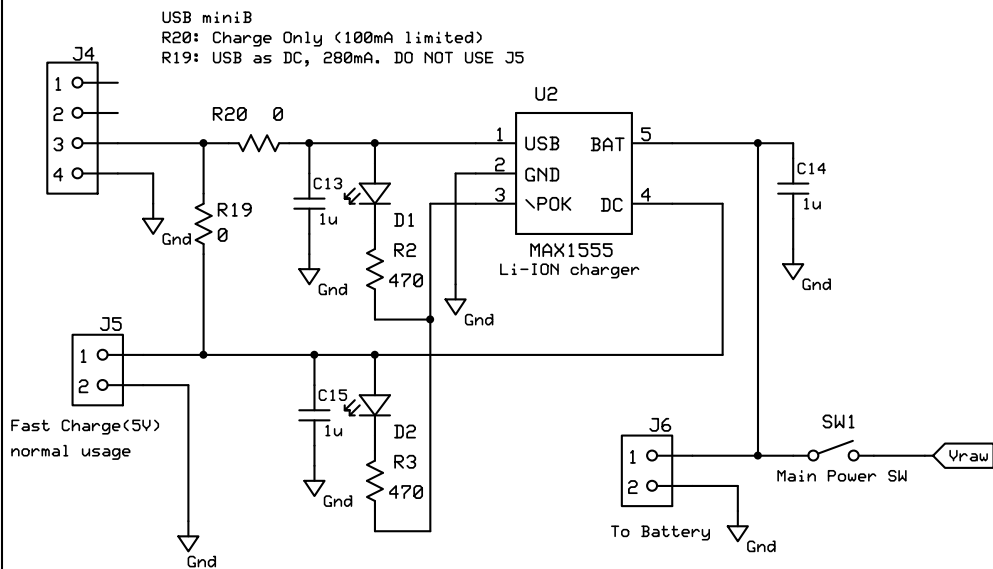 USB miniB
R20: Charge Only (100mA limited)
R19: USB as DC, 280mA. DO NOT USE J5
J4
1
2
3
4
Gnd
R20 0
R19
0
C13
1u
Gnd
D1
R2
470
U2
1 USB BAT 5
2 GND
3 \POK DC 4
MAX1555
Li-ION charger
Gnd
C14
1u
Gnd
J5
1
2
Fast Charge(5V)
normal usage
Gnd
C15
1u
Gnd
D2
R3
470
J6
1
2
To Battery
Gnd
SW1
Main Power SW
Vraw